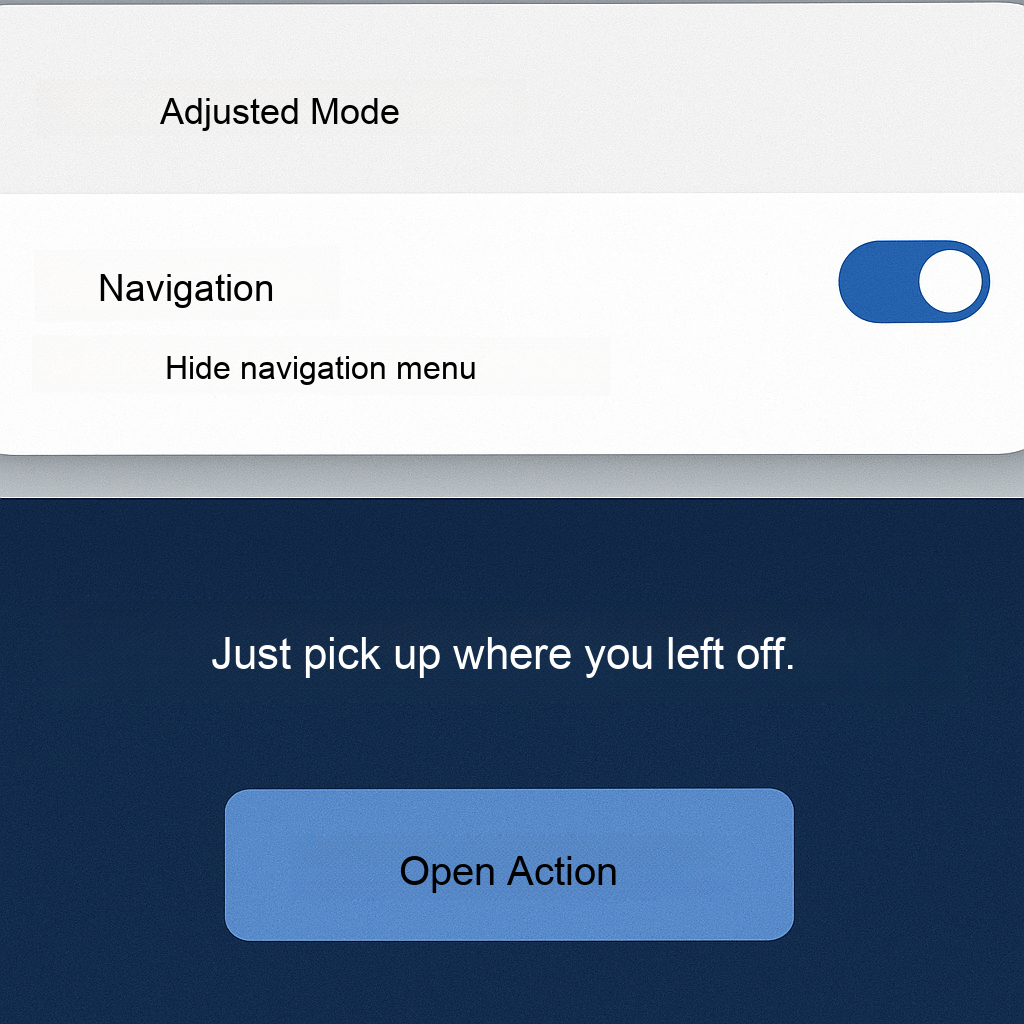 Adjusted Mode
Navigation
Hide navigation menu
Just pick up where you left off.
Open Action